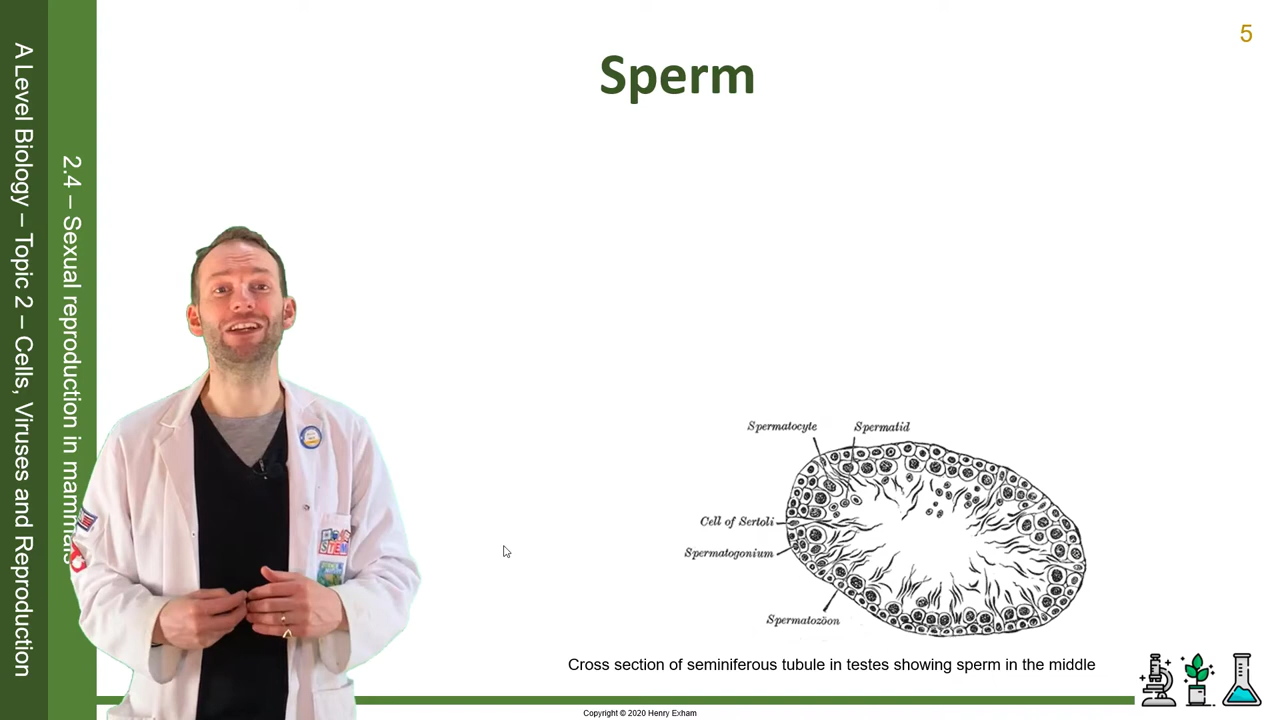 5
Sperm
A Level Biology – Topic 2 – Cells, Viruses and Reproduction
2.4 – Sexual reproduction in mammals
Spermatocyte
Spermatid
Cell of Sertoli
Spermatogonium
Spermatozöon
Cross section of seminiferous tubule in testes showing sperm in the middle
Copyright © 2020 Henry Exham